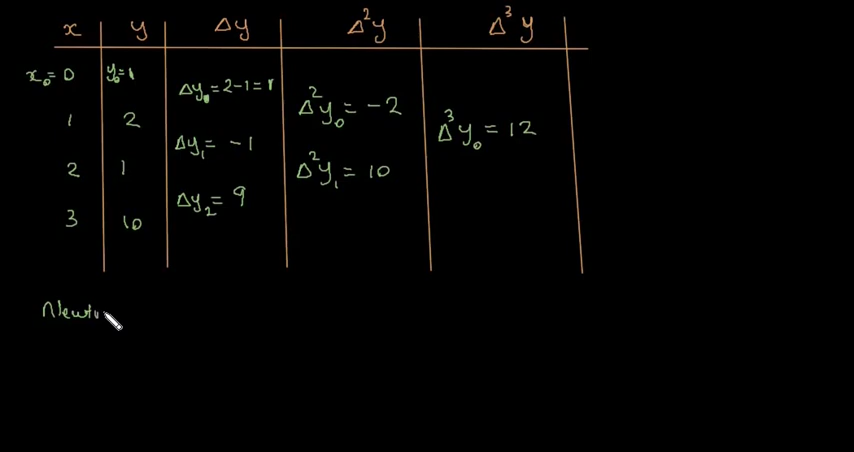 x y Δy Δ²y Δ³y
x₀=0 y₀=1 Δy₀=2-1=1 Δ²y₀=-2
1 2 Δ³y₀=12
Δy₁=-1
2 1 Δ²y₁=10
Δy₂=9
3 10